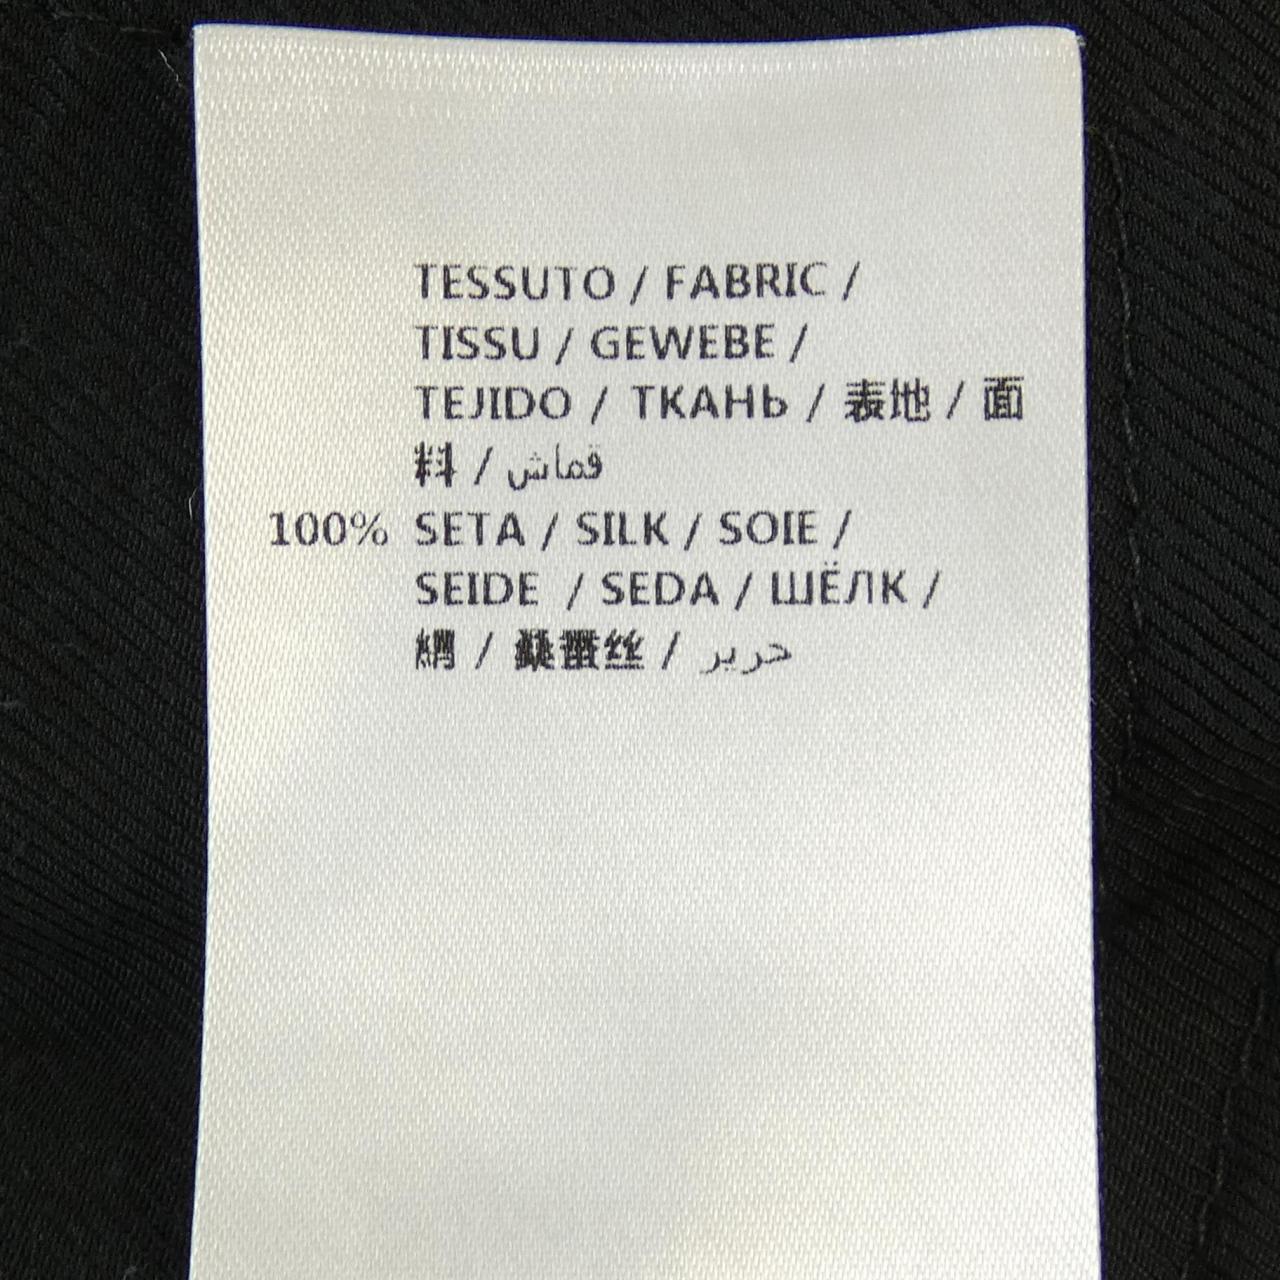 TESSUTO / FABRIC /
TISSU / GEWEBE /
TEJIDO / ТКАНЬ / 表地 / 面
料 / قماش
100% SETA / SILK / SOIE /
SEIDE / SEDA / ШЁЛК /
絹 / 桑蚕丝 / حرير